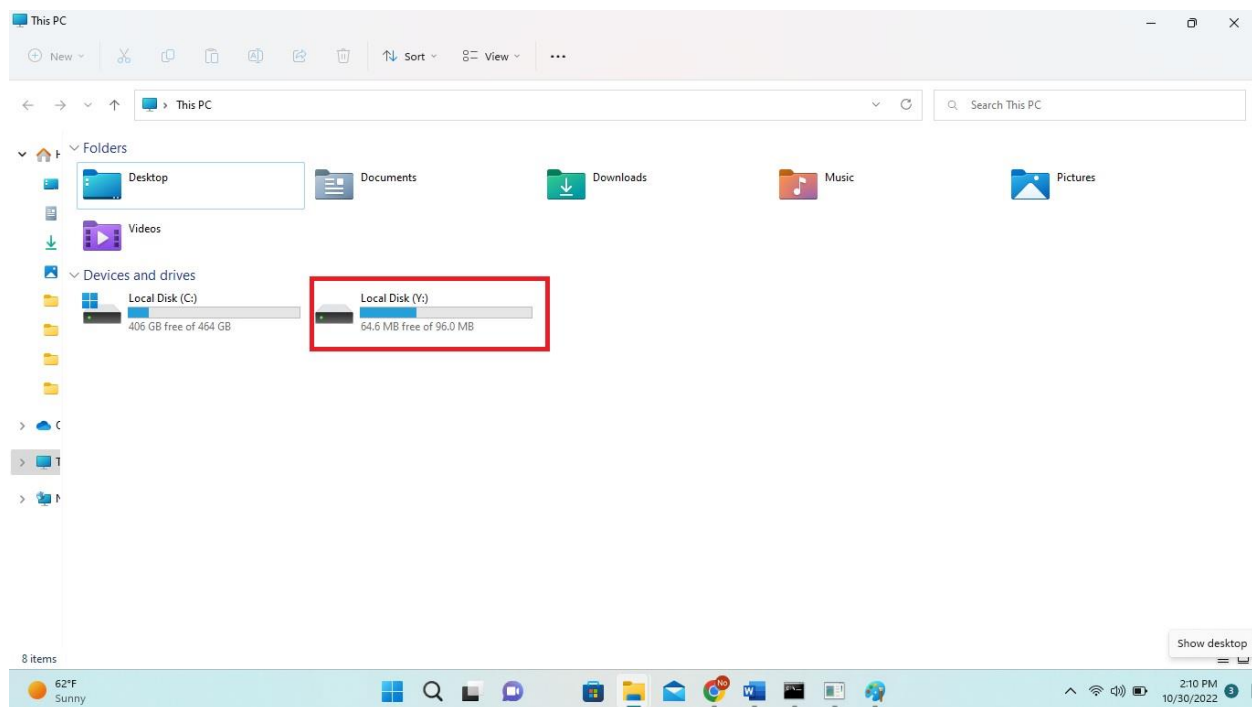 This PC
New
Sort
View
This PC
Search This PC
Folders
Desktop
Documents
Downloads
Music
Pictures
Videos
Devices and drives
Local Disk (C:)
406 GB free of 464 GB
Local Disk (Y:)
64.6 MB free of 96.0 MB
Show desktop
8 items
62°F
Sunny
No
2:10 PM
10/30/2022
3